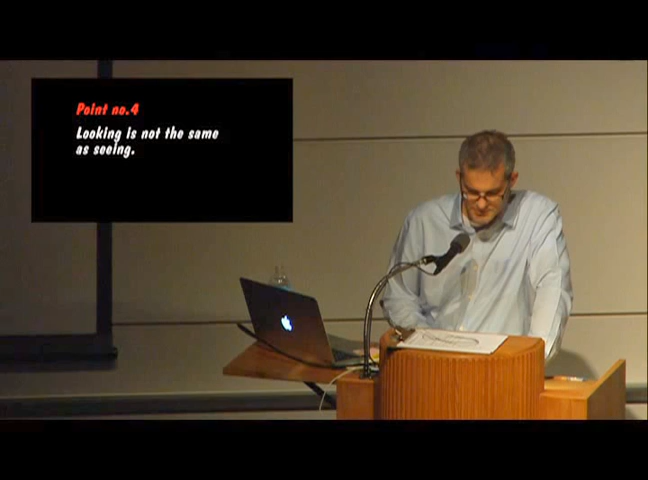 Point no.4
Looking is not the same
as seeing.